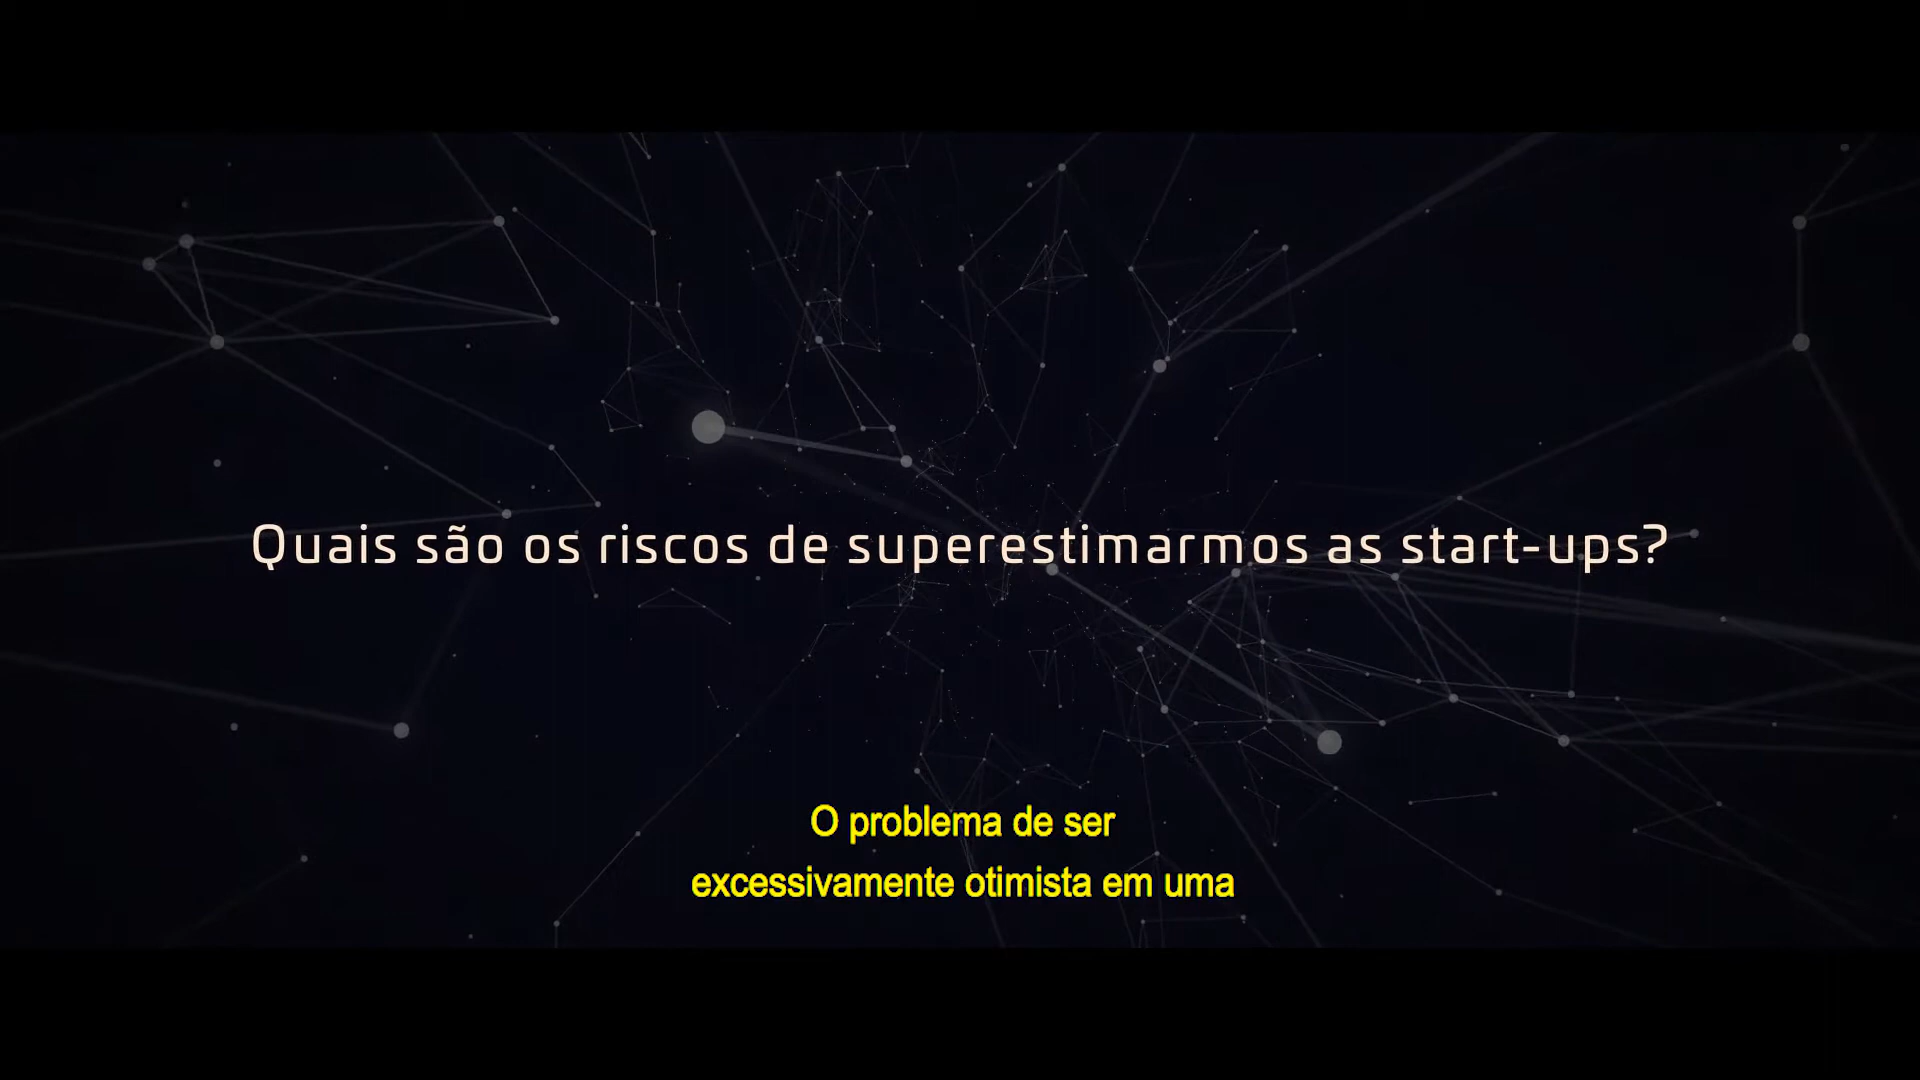 Quais são os riscos de superestimarmos as start-ups?
O problema de ser
excessivamente otimista em uma